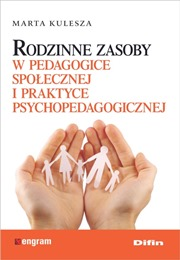 MARTA KULESZA
RODZINNE ZASOBY
W PEDAGOGICE
SPOŁECZNEJ
I PRAKTYCE
PSYCHOPEDAGOGICZNEJ
engram
Difin